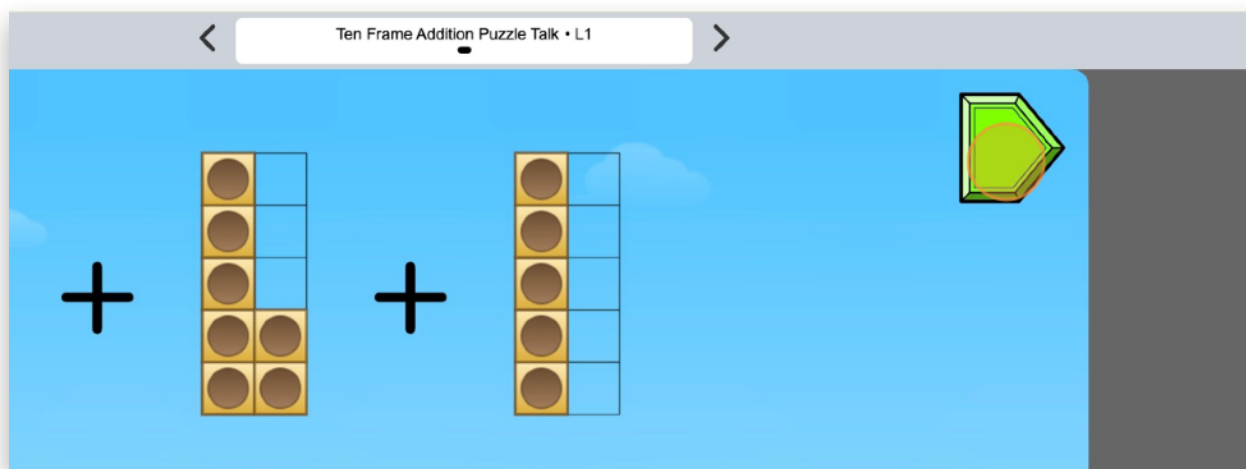 Ten Frame Addition Puzzle Talk • L1
+ +